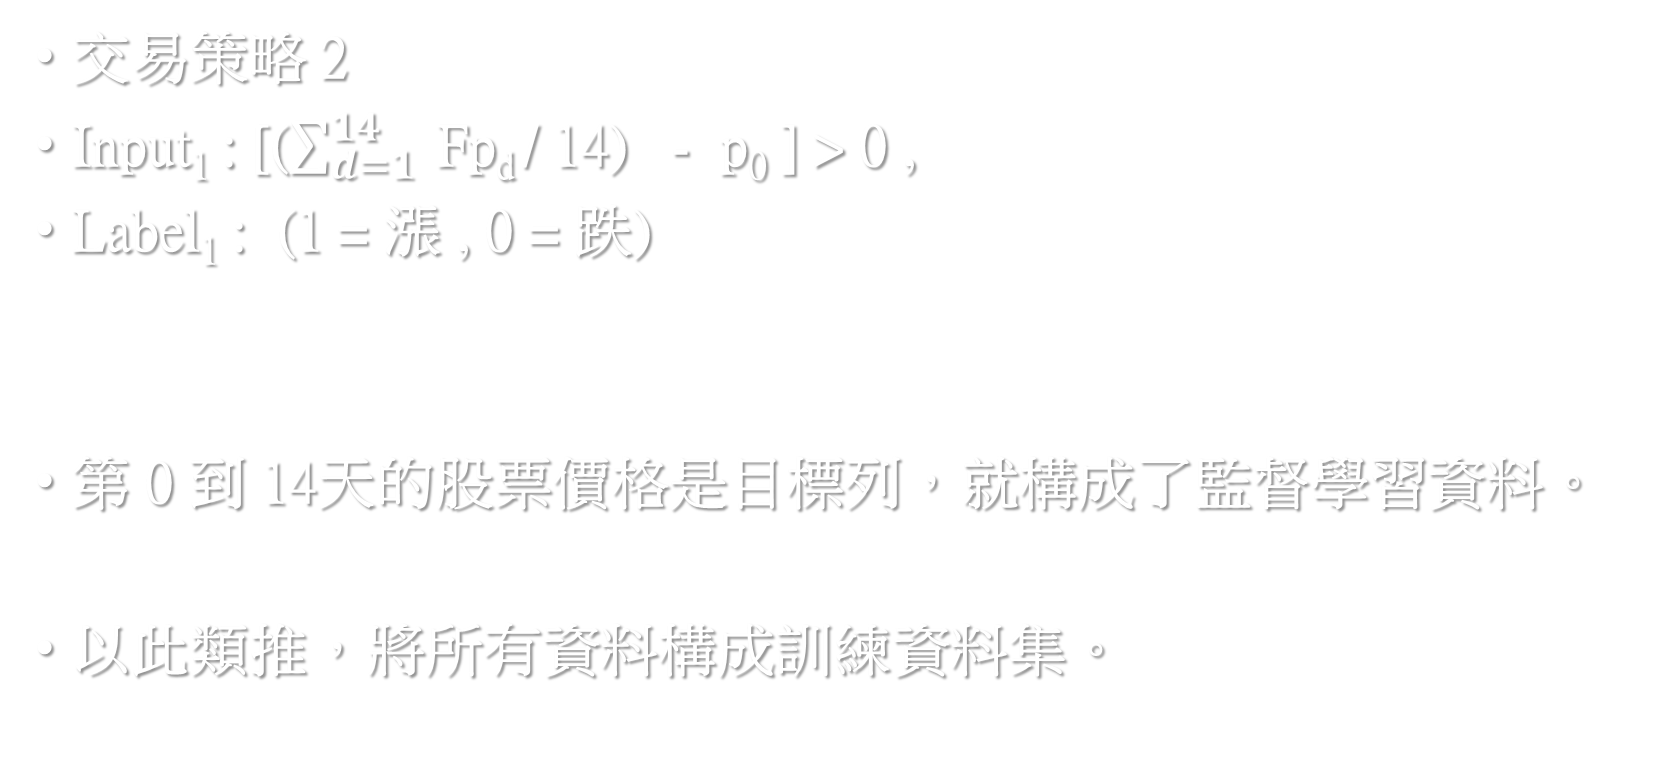 • 交易策略 2
• Input₁ : [(∑¹⁴d=1 Fp_d / 14) - p₀ ] > 0 ,
• Label₁ : (1 = 漲 , 0 = 跌)
• 第 0 到 14天的股票價格是目標列，就構成了監督學習資料。
• 以此類推，將所有資料構成訓練資料集。